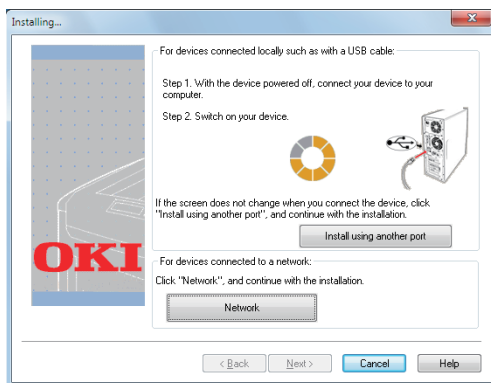 Installing...
For devices connected locally such as with a USB cable:
Step 1. With the device powered off, connect your device to your
computer.
Step 2. Switch on your device.
If the screen does not change when you connect the device, click
"Install using another port", and continue with the installation.
Install using another port
OKI
For devices connected to a network:
Click "Network", and continue with the installation.
Network
< Back Next > Cancel Help